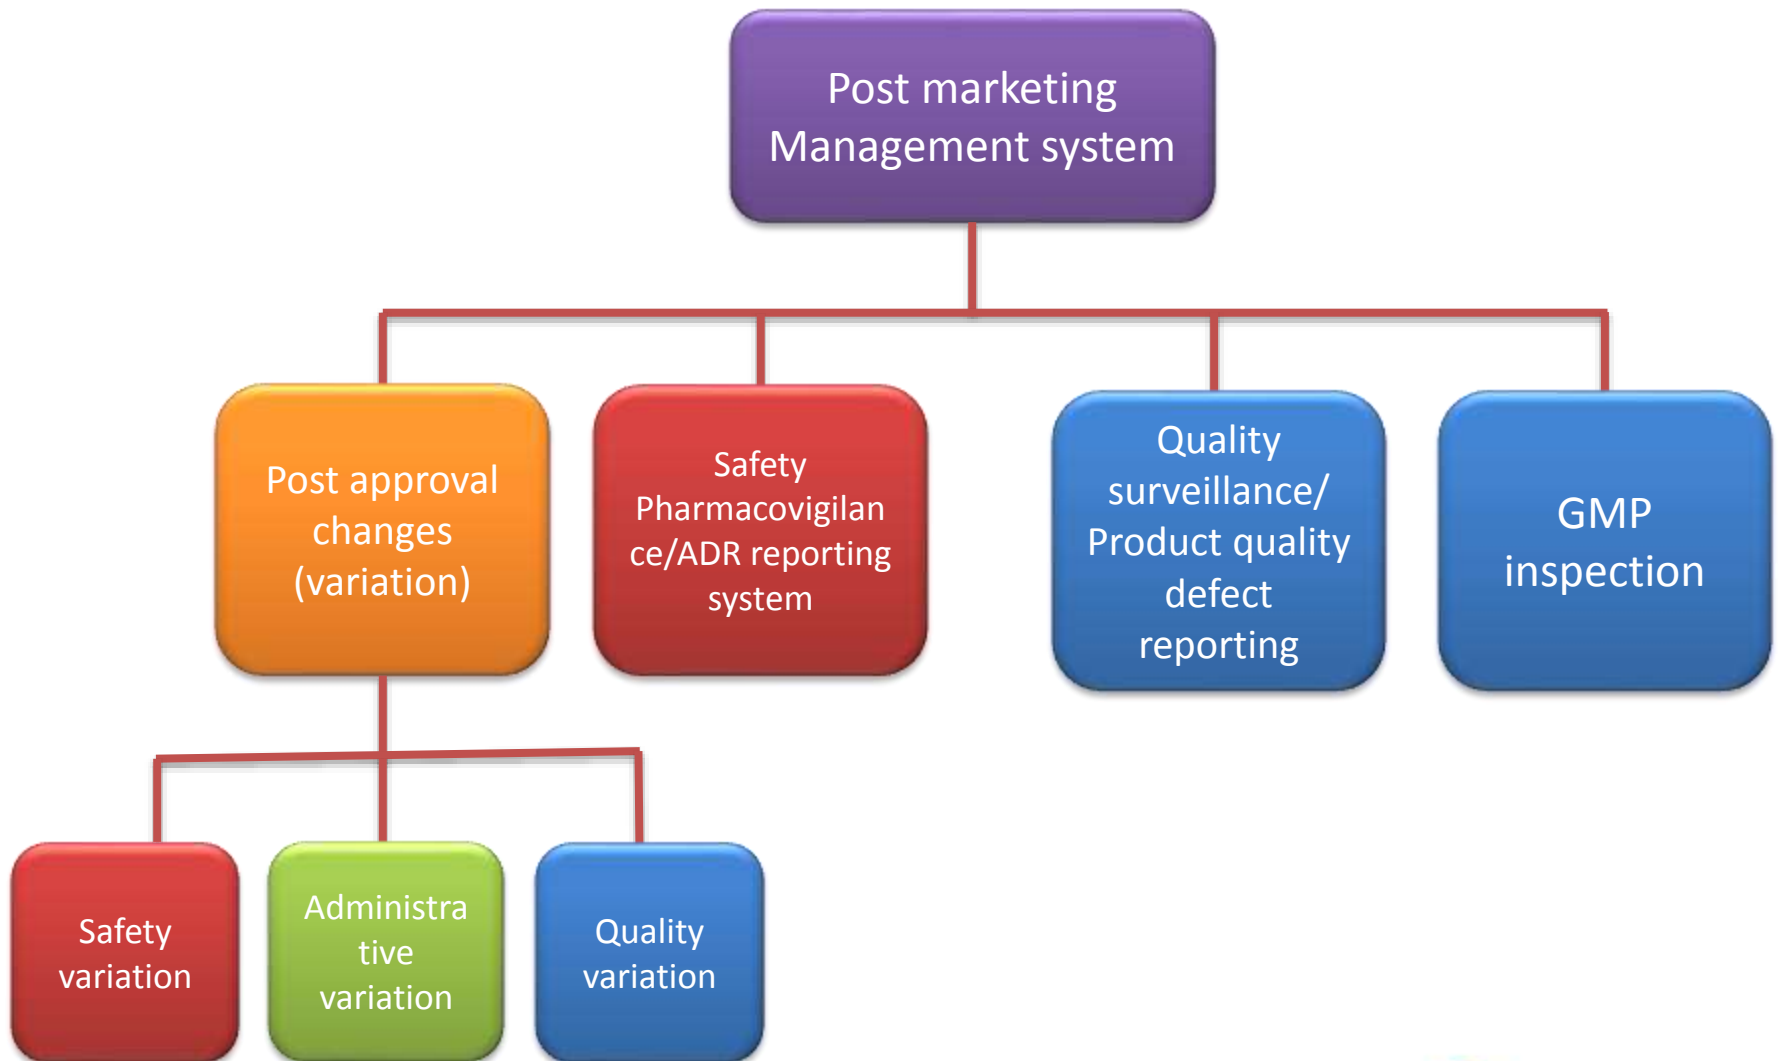 Post marketing
Management system
Post approval
changes
(variation)
Safety
Pharmacovigilan
ce/ADR reporting
system
Quality
surveillance/
Product quality
defect
reporting
GMP
inspection
Safety
variation
Administra
tive
variation
Quality
variation